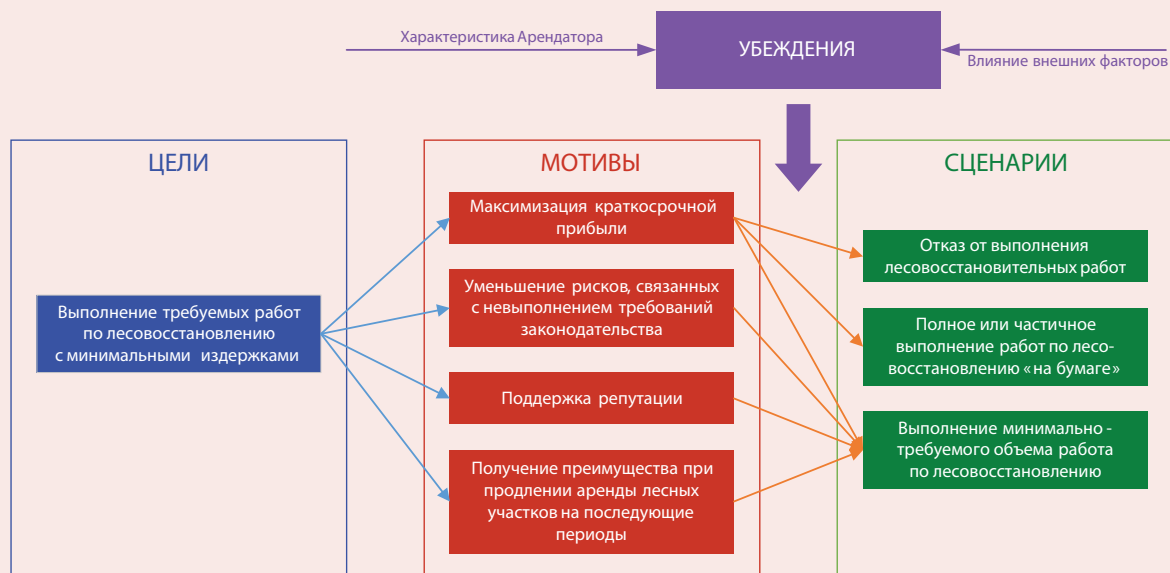 Характеристика Арендатора
УБЕЖДЕНИЯ
Влияние внешних факторов
ЦЕЛИ
Выполнение требуемых работ
по лесовосстановлению
с минимальными издержками
МОТИВЫ
Максимизация краткосрочной
прибыли
Уменьшение рисков, связанных
с невыполнением требований
законодательства
Поддержка репутации
Получение преимущества при
продлении аренды лесных
участков на последующие
периоды
СЦЕНАРИИ
Отказ от выполнения
лесовосстановительных работ
Полное или частичное
выполнение работ по лесо-
восстановлению «на бумаге»
Выполнение минимально -
требуемого объема работа
по лесовосстановлению